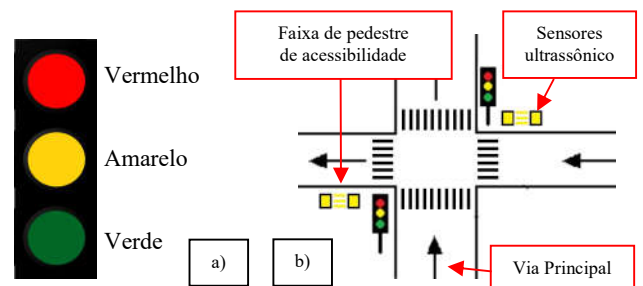 Vermelho
Amarelo
Verde
a)
b)
Faixa de pedestre
de acessibilidade
Sensores
ultrassônico
Via Principal